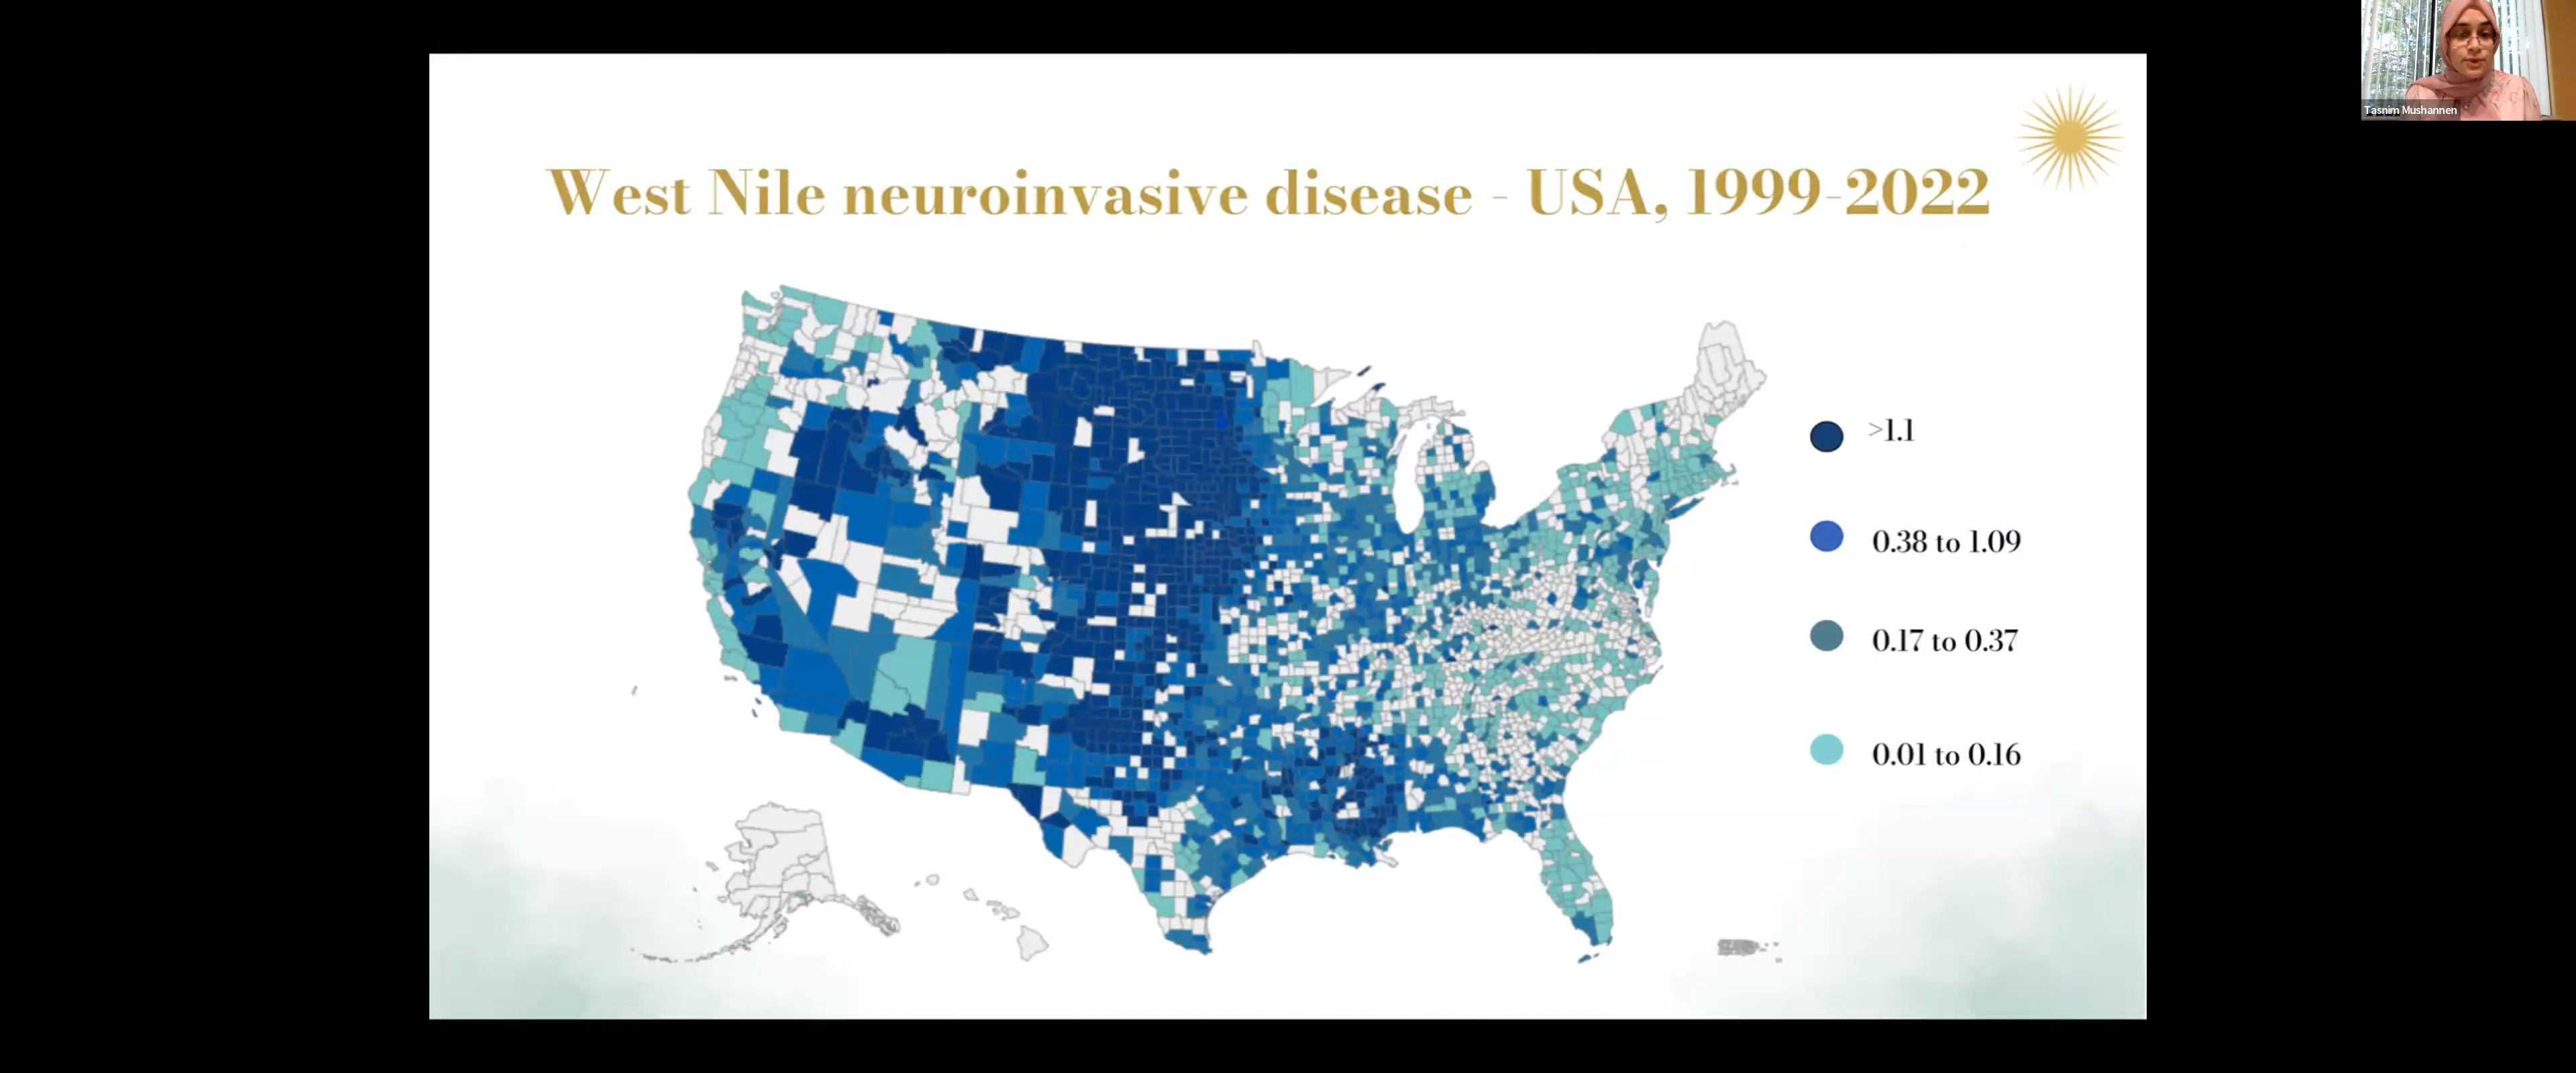 West Nile neuroinvasive disease - USA, 1999-2022
>1.1
0.38 to 1.09
0.17 to 0.37
0.01 to 0.16
Tasnim Mushannen